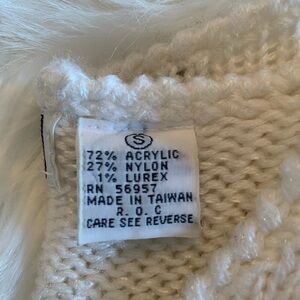 S
72% ACRYLIC
27% NYLON
1% LUREX
RN 56957
MADE IN TAIWAN
R. O. C
CARE SEE REVERSE